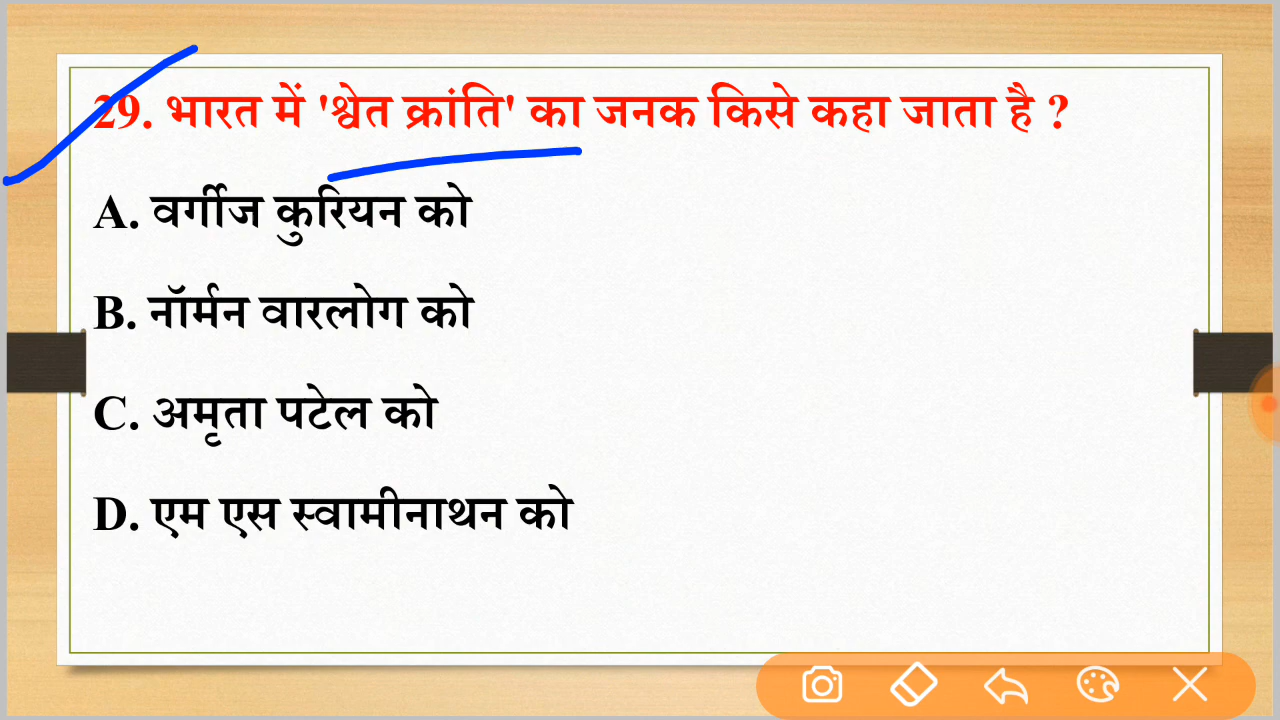 29. भारत में 'श्वेत क्रांति' का जनक किसे कहा जाता है ?
A. वर्गीज कुरियन को
B. नॉर्मन वारलोग को
C. अमृता पटेल को
D. एम एस स्वामीनाथन को